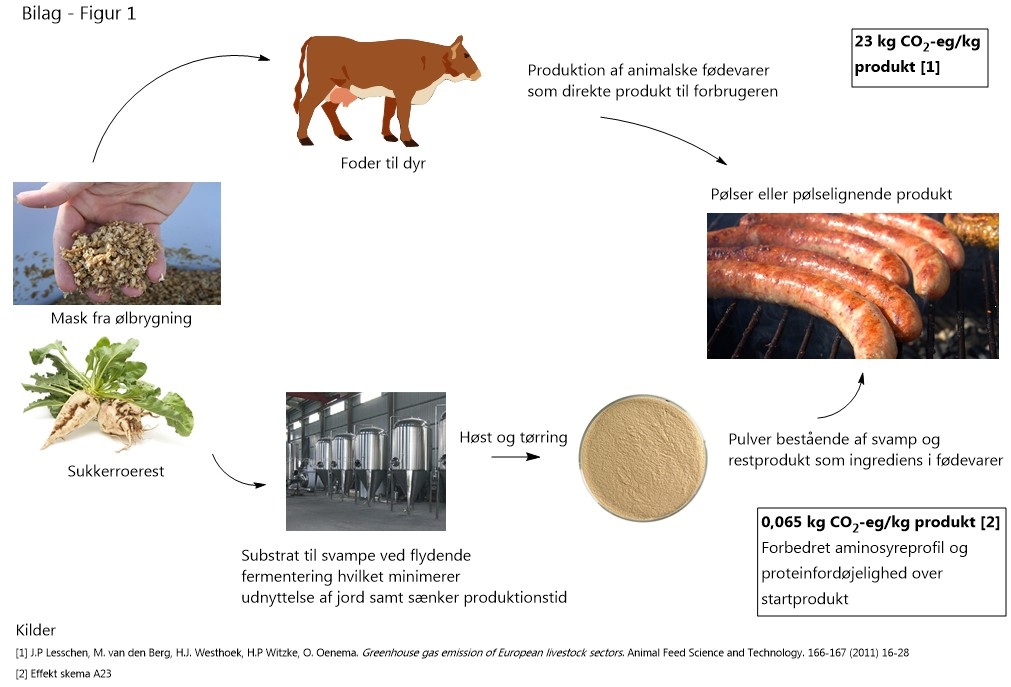 Bilag - Figur 1
23 kg CO2-eg/kg
produkt [1]
Produktion af animalske fødevarer
som direkte produkt til forbrugeren
Foder til dyr
Pølser eller pølselignende produkt
Mask fra ølbrygning
Sukkerroerest
Høst og tørring
Pulver bestående af svamp og
restprodukt som ingrediens i fødevarer
0,065 kg CO2-eg/kg produkt [2]
Forbedret aminosyreprofil og
proteinfordøjelighed over
startprodukt
Substrat til svampe ved flydende
fermentering hvilket minimerer
udnyttelse af jord samt sænker produktionstid
Kilder
[1] J.P Lesschen, M. van den Berg, H.J. Westhoek, H.P Witzke, O. Oenema. Greenhouse gas emission of European livestock sectors. Animal Feed Science and Technology. 166-167 (2011) 16-28
[2] Effekt skema A23